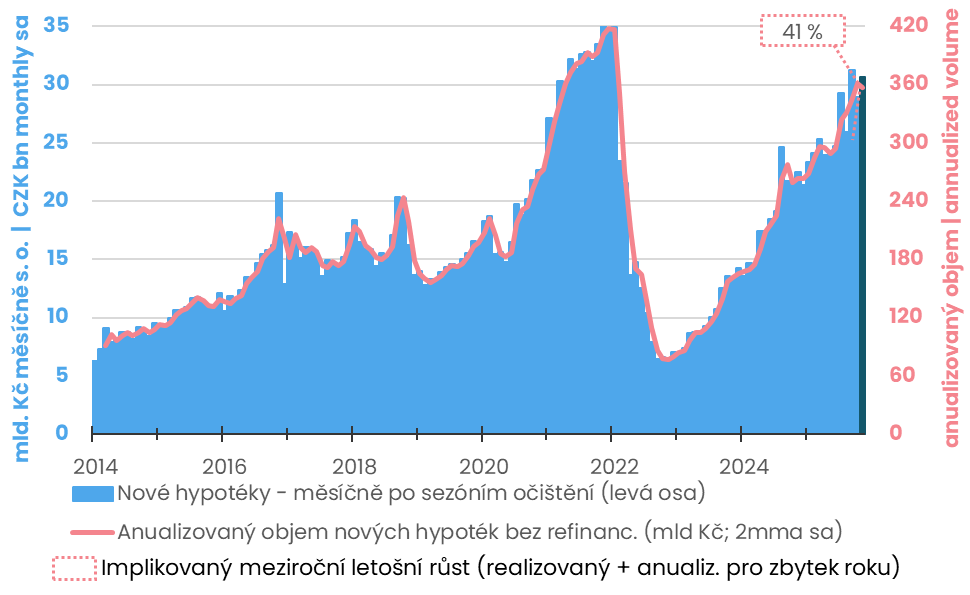 mld. Kč měsíčně s. o. | CZK bn monthly sa
35
30
25
20
15
10
5
0
41 %
420
360
300
240
180
120
60
0
anualizovaný objem | annualized volume
2014 2016 2018 2020 2022 2024
Nové hypotéky - měsíčně po sezóním očištění (levá osa)
Anualizovaný objem nových hypoték bez refinanc. (mld Kč; 2mma sa)
Implikovaný meziroční letošní růst (realizovaný + anualiz. pro zbytek roku)